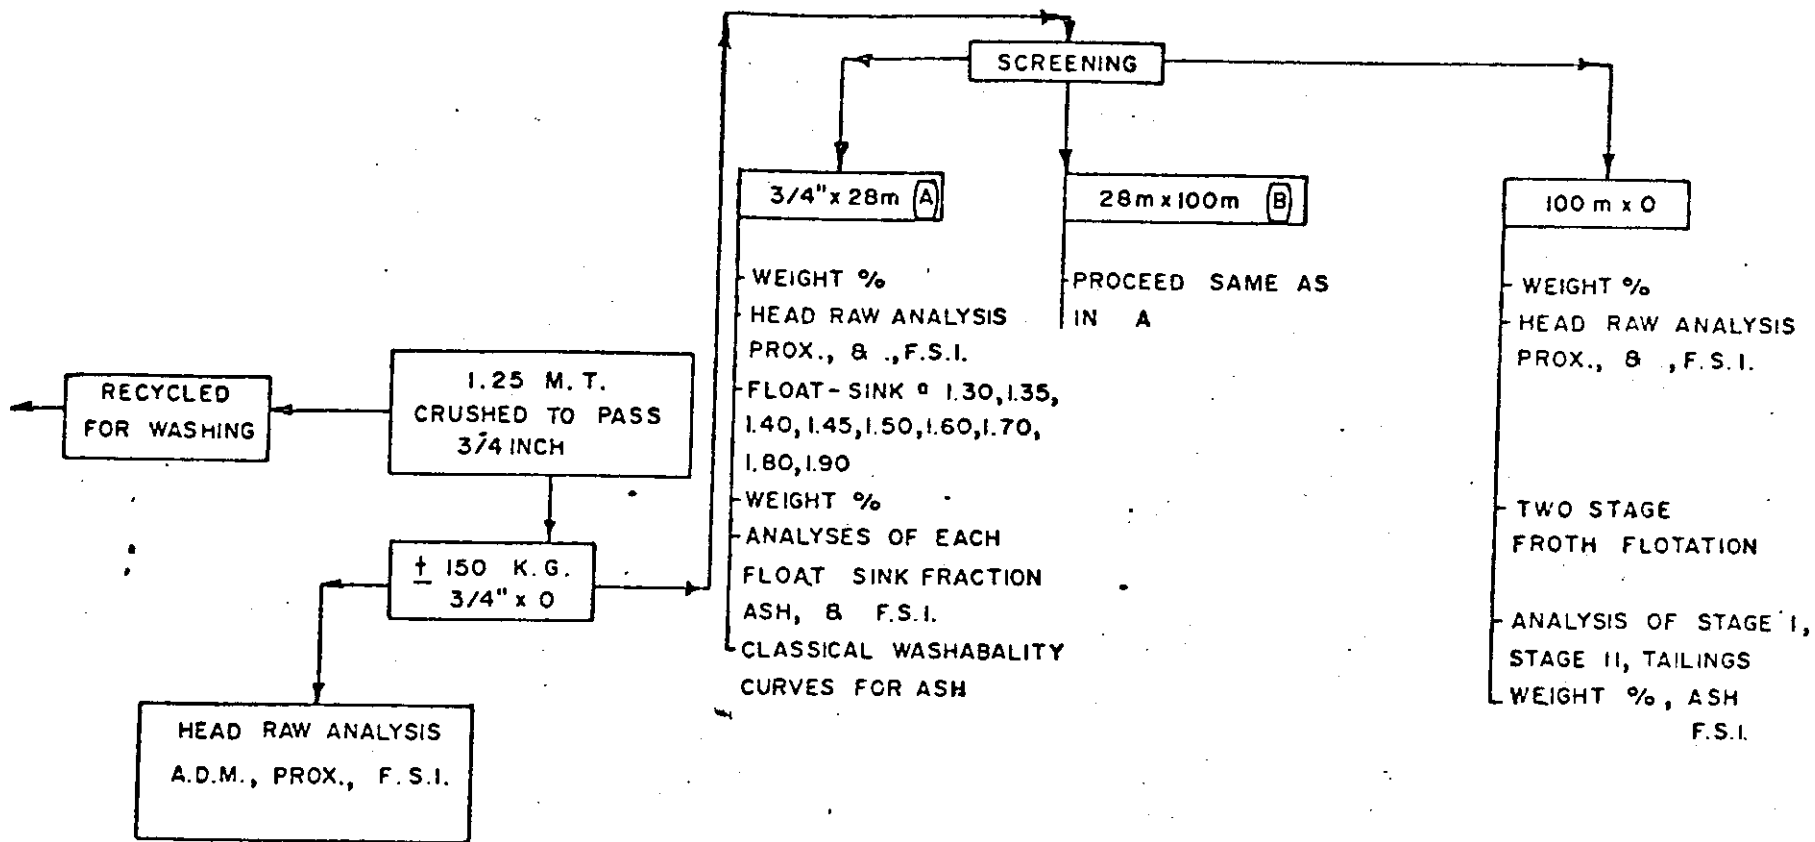 SCREENING
3/4" x 28m A
28m x 100m B
100 m x 0
WEIGHT %
HEAD RAW ANALYSIS
PROX., & ., F.S.I.
FLOAT-SINK @ 1.30, 1.35,
1.40, 1.45, 1.50, 1.60, 1.70,
1.80, 1.90
WEIGHT %
ANALYSES OF EACH
FLOAT SINK FRACTION
ASH, & F.S.I.
CLASSICAL WASHABALITY
CURVES FOR ASH
PROCEED SAME AS
IN A
WEIGHT %
HEAD RAW ANALYSIS
PROX., & , F.S.I.
TWO STAGE
FROTH FLOTATION
ANALYSIS OF STAGE I,
STAGE II, TAILINGS
WEIGHT %, ASH
F.S.I.
RECYCLED
FOR WASHING
1.25 M.T.
CRUSHED TO PASS
3/4 INCH
± 150 K.G.
3/4" x 0
HEAD RAW ANALYSIS
A.D.M., PROX., F.S.I.